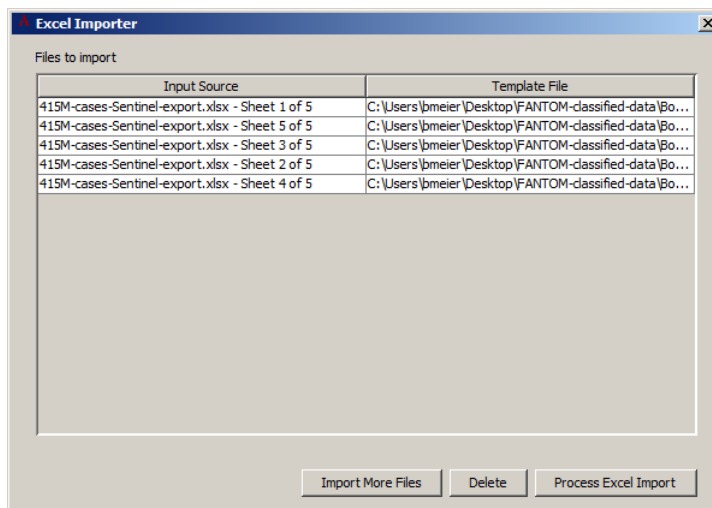 Excel Importer
Files to import
Input Source Template File
415M-cases-Sentinel-export.xlsx - Sheet 1 of 5 C:\Users\bmeier\Desktop\FANTOM-classified-data\Bo...
415M-cases-Sentinel-export.xlsx - Sheet 5 of 5 C:\Users\bmeier\Desktop\FANTOM-classified-data\Bo...
415M-cases-Sentinel-export.xlsx - Sheet 3 of 5 C:\Users\bmeier\Desktop\FANTOM-classified-data\Bo...
415M-cases-Sentinel-export.xlsx - Sheet 2 of 5 C:\Users\bmeier\Desktop\FANTOM-classified-data\Bo...
415M-cases-Sentinel-export.xlsx - Sheet 4 of 5 C:\Users\bmeier\Desktop\FANTOM-classified-data\Bo...
Import More Files Delete Process Excel Import